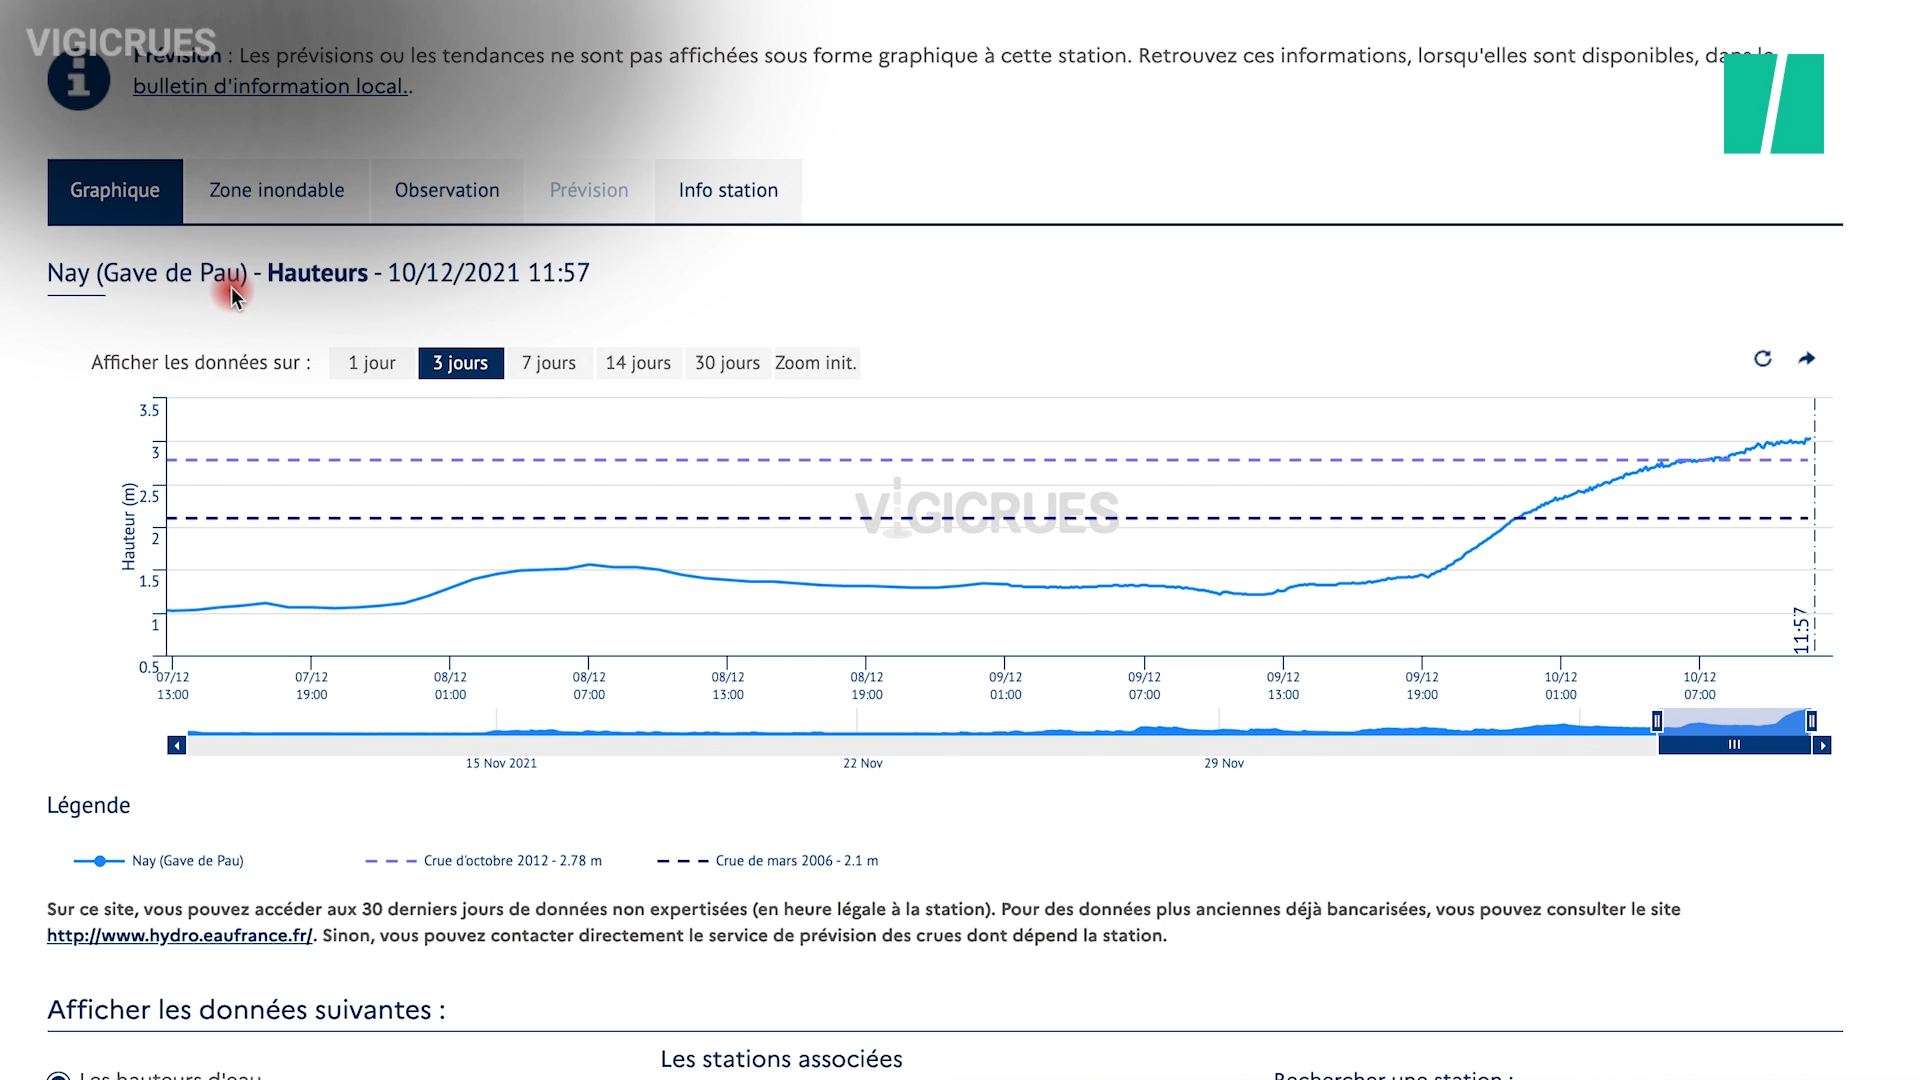 VIGICRUES
Prévision : Les prévisions ou les tendances ne sont pas affichées sous forme graphique à cette station. Retrouvez ces informations, lorsqu'elles sont disponibles, dans le
bulletin d'information local..
Graphique Zone inondable Observation Prévision Info station
Nay (Gave de Pau) - Hauteurs - 10/12/2021 11:57
Afficher les données sur : 1 jour 3 jours 7 jours 14 jours 30 jours Zoom init.
3.5
3
2.5
2
1.5
1
0.5
Hauteur (m)
VIGICRUES
11:57
07/12 07/12 08/12 08/12 08/12 08/12 09/12 09/12 09/12 09/12 10/12 10/12
13:00 19:00 01:00 07:00 13:00 19:00 01:00 07:00 13:00 19:00 01:00 07:00
15 Nov 2021 22 Nov 29 Nov
Légende
Nay (Gave de Pau) Crue d'octobre 2012 - 2.78 m Crue de mars 2006 - 2.1 m
Sur ce site, vous pouvez accéder aux 30 derniers jours de données non expertisées (en heure légale à la station). Pour des données plus anciennes déjà bancarisées, vous pouvez consulter le site
http://www.hydro.eaufrance.fr/. Sinon, vous pouvez contacter directement le service de prévision des crues dont dépend la station.
Afficher les données suivantes :
Les stations associées
Les hauteurs d'eau
Rechercher une station :